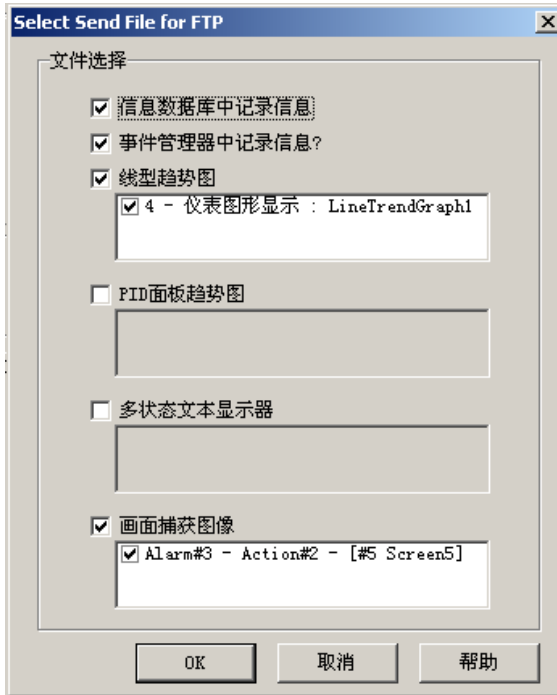 Select Send File for FTP
文件选择
信息数据库中记录信息
事件管理器中记录信息?
线型趋势图
4 - 仪表图形显示 : LineTrendGraph1
PID面板趋势图
多状态文本显示器
画面捕获图像
Alarm#3 - Action#2 - [#5 Screen5]
OK
取消
帮助